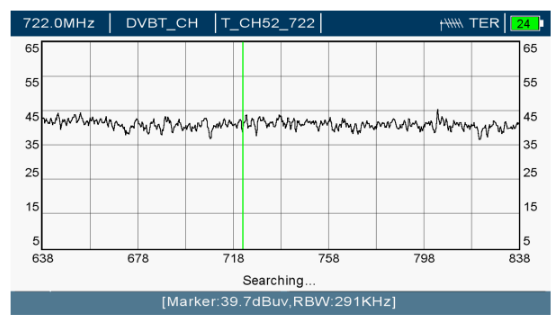 722.0MHz DVBT_CH T_CH52_722 TER 24
65 65
55 55
45 45
35 35
25 25
15 15
5 5
638 678 718 758 798 838
Searching...
[Marker:39.7dBuv,RBW:291KHz]